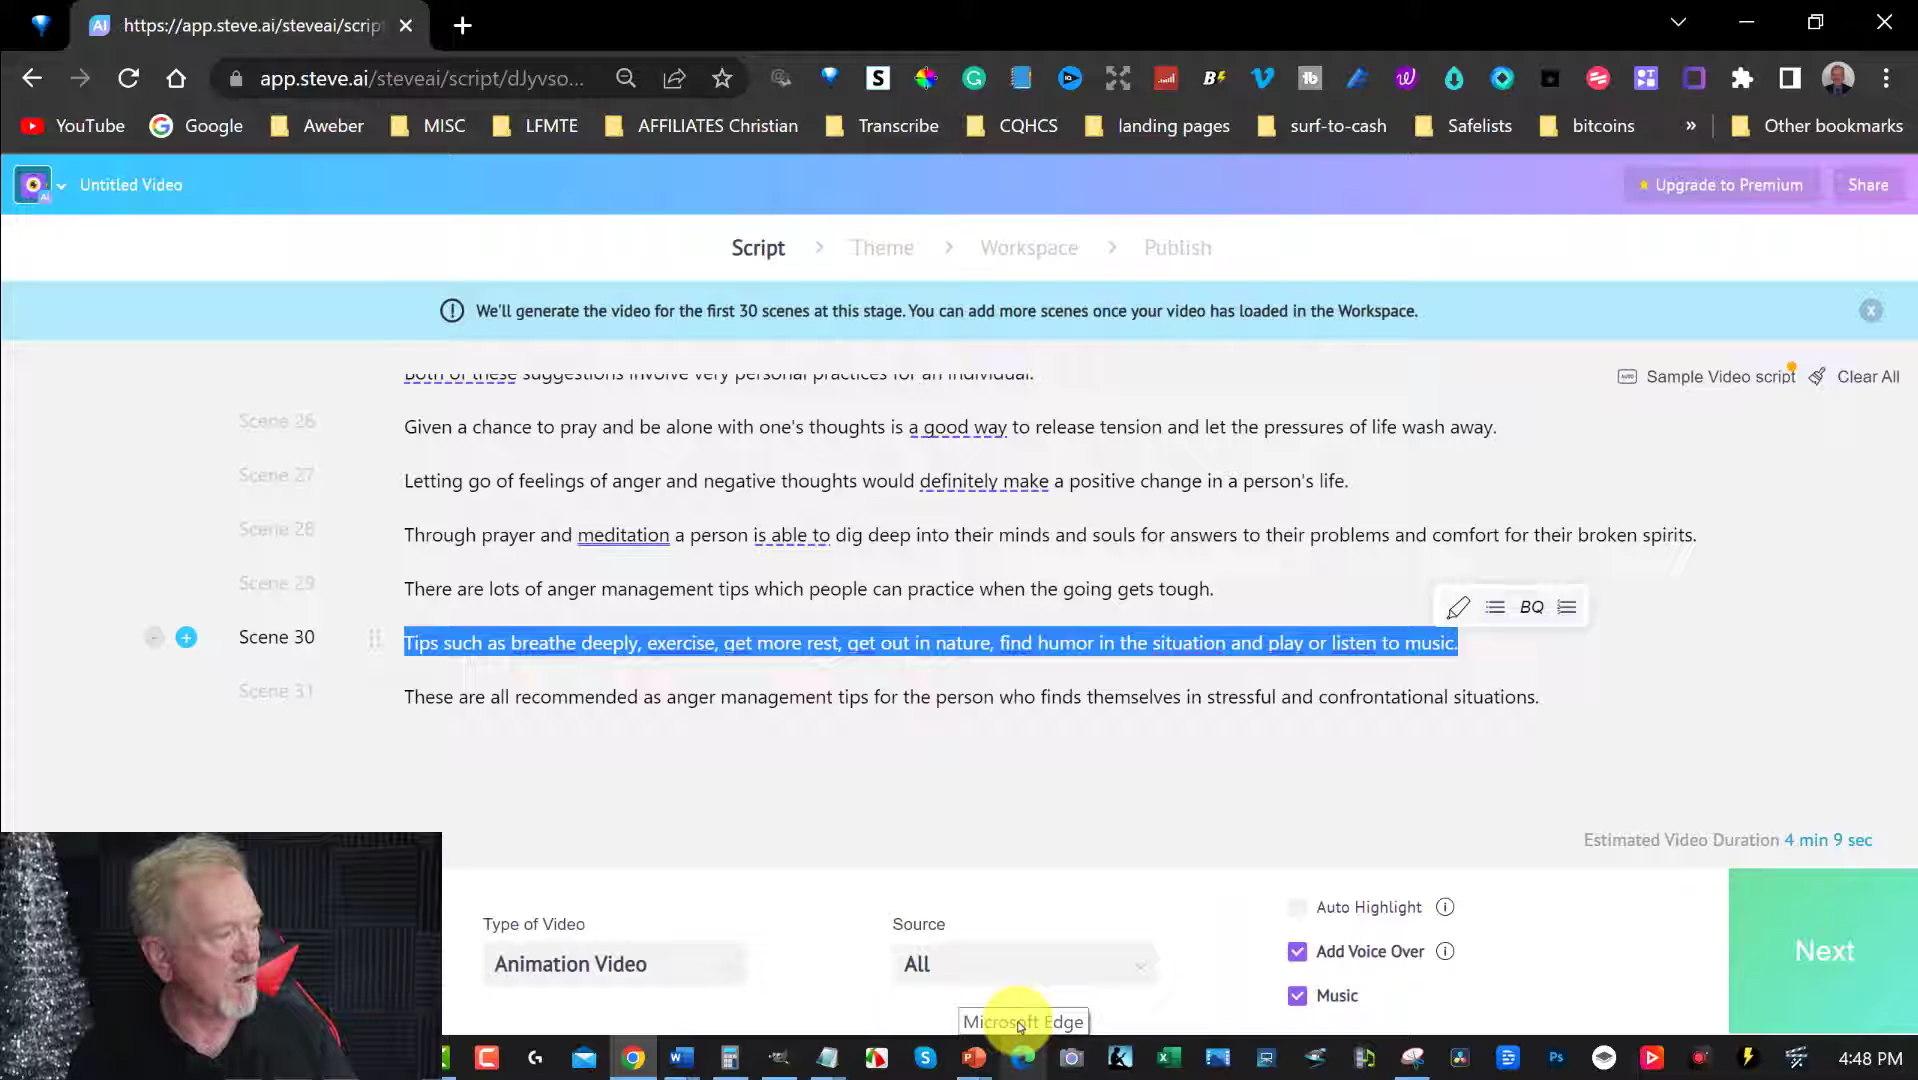 https://app.steve.ai/steveai/scrip
app.steve.ai/steveai/script/dJyvso...
YouTube Google Aweber MISC LFMTE AFFILIATES Christian Transcribe CQHCS landing pages surf-to-cash Safelists bitcoins » Other bookmarks
Untitled Video
Upgrade to Premium Share
Script > Theme > Workspace > Publish
We'll generate the video for the first 30 scenes at this stage. You can add more scenes once your video has loaded in the Workspace.
Both of these suggestions involve very personal practices for an individual.
Sample Video script Clear All
Scene 26 Given a chance to pray and be alone with one's thoughts is a good way to release tension and let the pressures of life wash away.
Scene 27 Letting go of feelings of anger and negative thoughts would definitely make a positive change in a person's life.
Scene 28 Through prayer and meditation a person is able to dig deep into their minds and souls for answers to their problems and comfort for their broken spirits.
Scene 29 There are lots of anger management tips which people can practice when the going gets tough.
BQ
Scene 30 Tips such as breathe deeply, exercise, get more rest, get out in nature, find humor in the situation and play or listen to music.
Scene 31 These are all recommended as anger management tips for the person who finds themselves in stressful and confrontational situations.
Estimated Video Duration 4 min 9 sec
Type of Video
Animation Video
Source
All
Auto Highlight
Add Voice Over
Music
Next
Microsoft Edge
4:48 PM